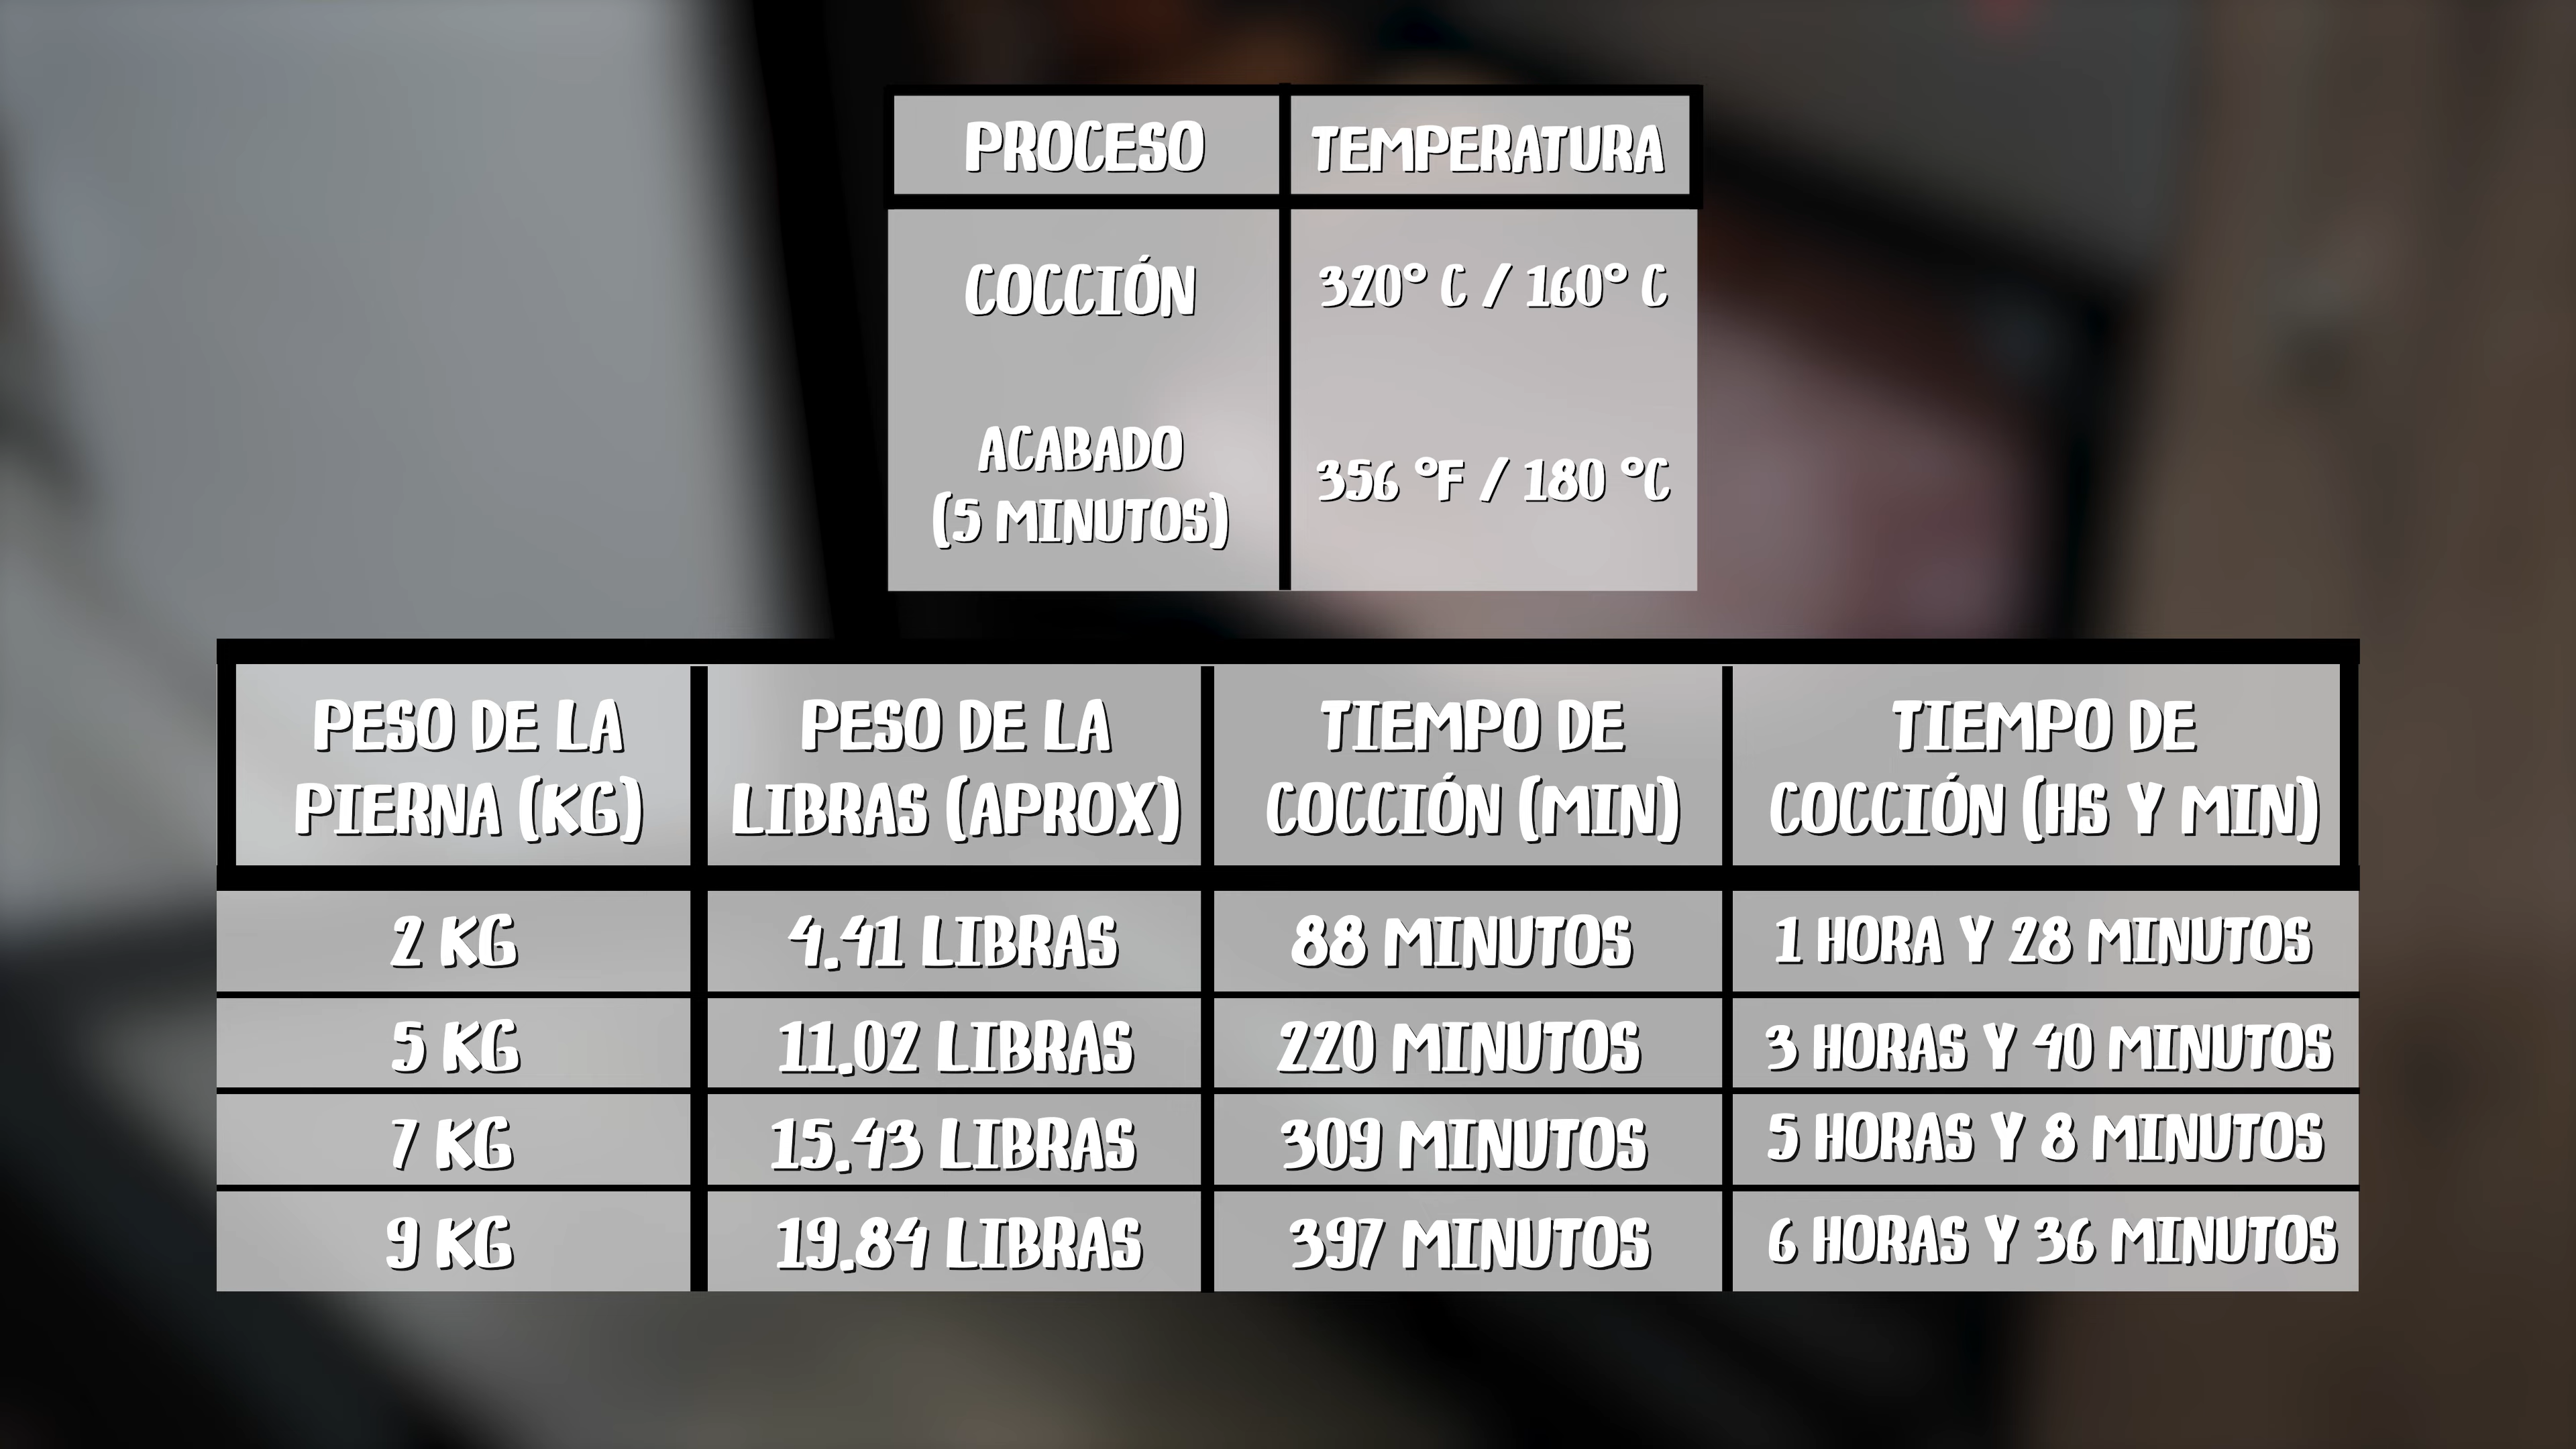 PROCESO TEMPERATURA
COCCIÓN 320° C / 160° C
ACABADO
(5 MINUTOS) 356 °F / 180 °C
PESO DE LA PIERNA (KG) PESO DE LA LIBRAS (APROX) TIEMPO DE COCCIÓN (MIN) TIEMPO DE COCCIÓN (HS Y MIN)
2 KG 4.41 LIBRAS 88 MINUTOS 1 HORA Y 28 MINUTOS
5 KG 11.02 LIBRAS 220 MINUTOS 3 HORAS Y 40 MINUTOS
7 KG 15.43 LIBRAS 309 MINUTOS 5 HORAS Y 8 MINUTOS
9 KG 19.84 LIBRAS 397 MINUTOS 6 HORAS Y 36 MINUTOS